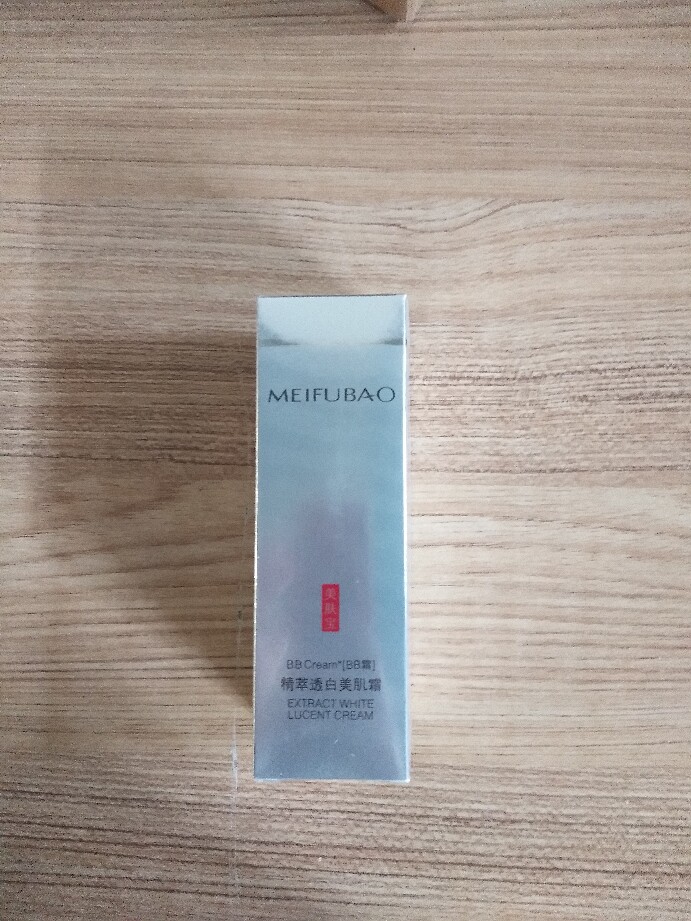 MEIFUBAO
美肤宝
B.B.Cream⁺[BB霜]
精萃透白美肌霜
EXTRACT WHITE
LUCENT CREAM